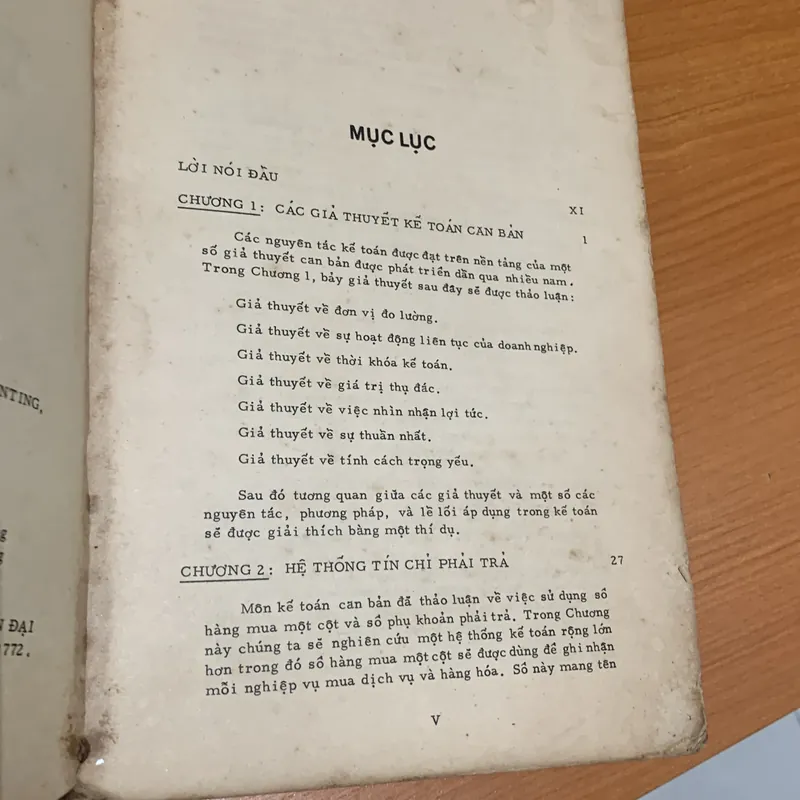 MỤC LỤC
LỜI NÓI ĐẦU XI
CHƯƠNG 1: CÁC GIẢ THUYẾT KẾ TOÁN CĂN BẢN 1
Các nguyên tắc kế toán được đạt trên nền tảng của một
số giả thuyết can bản được phát triển dần qua nhiều nam.
Trong Chương 1, bảy giả thuyết sau đây sẽ được thảo luận:
Giả thuyết về đơn vị đo lường.
Giả thuyết về sự hoạt động liên tục của doanh nghiệp.
Giả thuyết về thời khóa kế toán.
Giả thuyết về giá trị thụ đắc.
Giả thuyết về việc nhìn nhận lợi tức.
Giả thuyết về sự thuần nhất.
Giả thuyết về tính cách trọng yếu.
Sau đó tương quan giữa các giả thuyết và một số các
nguyên tắc, phương pháp, và lề lối áp dụng trong kế toán
sẽ được giải thích bằng một thí dụ.
CHƯƠNG 2: HỆ THỐNG TÍN CHỈ PHẢI TRẢ 27
Môn kế toán can bản đã thảo luận về việc sử dụng sổ
hàng mua một cột và sổ phụ khoản phải trả. Trong Chương
này chúng ta sẽ nghiên cứu một hệ thống kế toán rộng lớn
hơn trong đó sổ hàng mua một cột sẽ được dùng để ghi nhận
mỗi nghiệp vụ mua dịch vụ và hàng hóa. Sổ này mang tên
V
NTING,
ĐẠI
772.